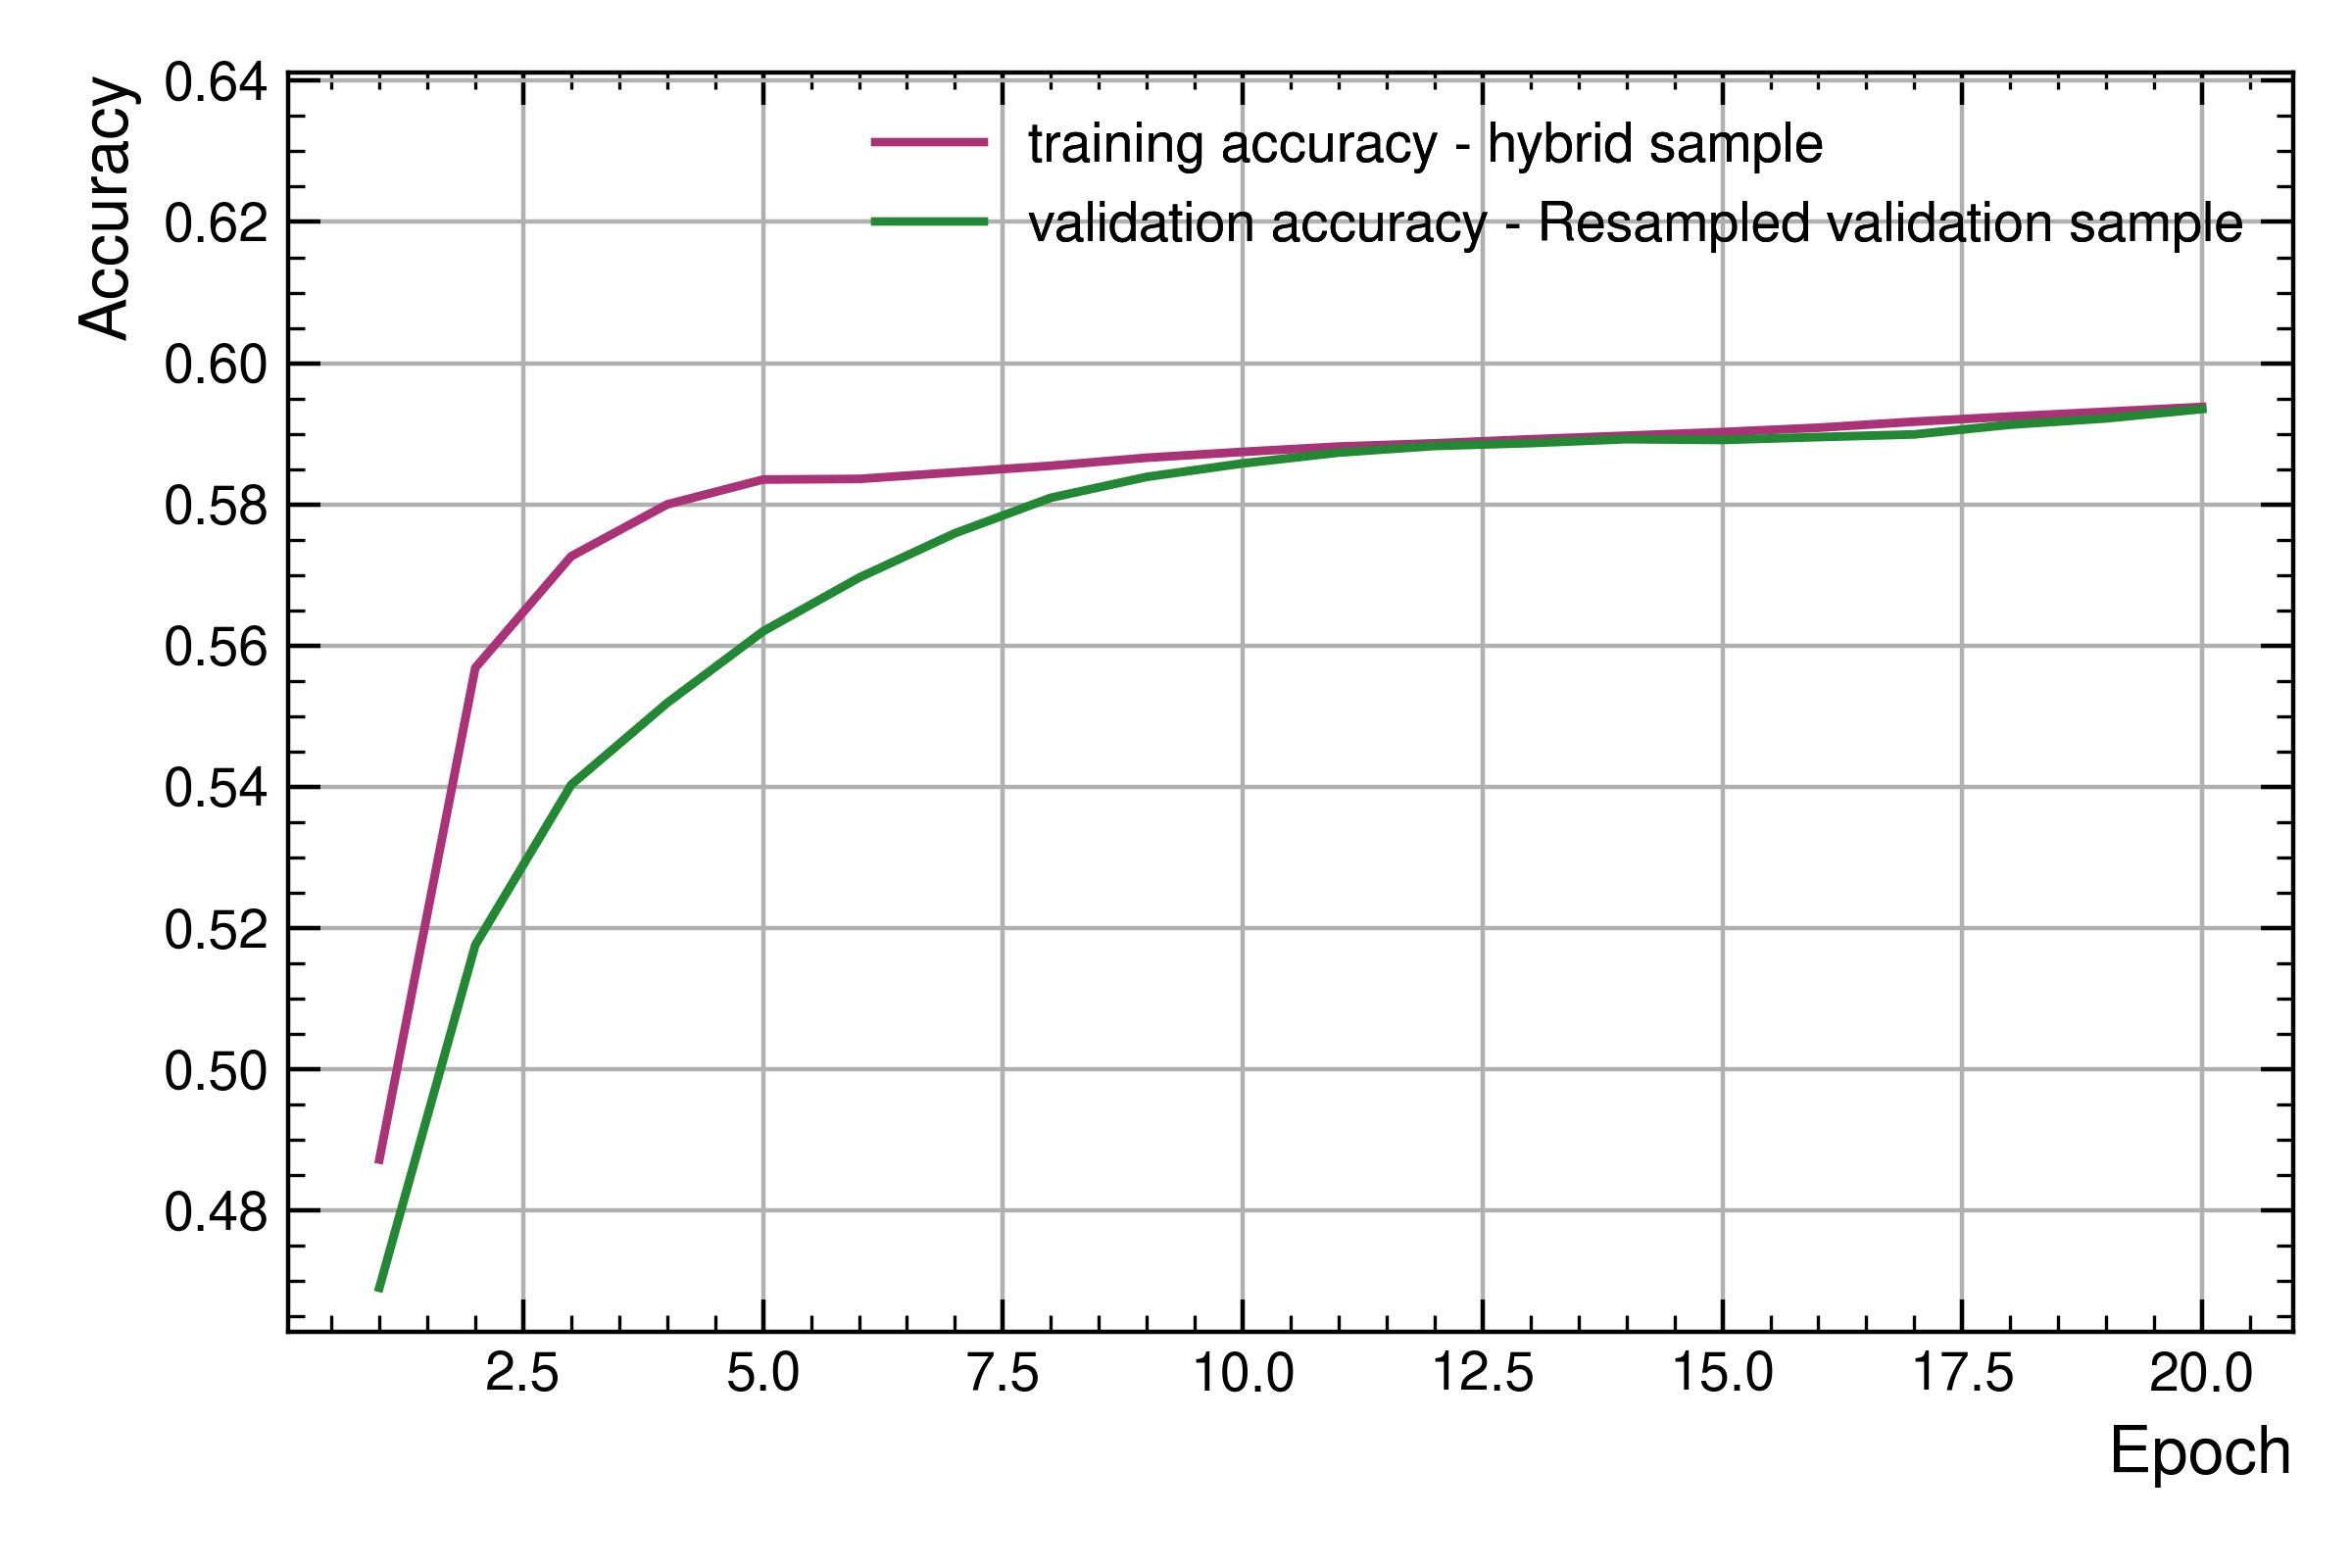 Accuracy
0.64
0.62
0.60
0.58
0.56
0.54
0.52
0.50
0.48
training accuracy - hybrid sample
validation accuracy - Resampled validation sample
2.5 5.0 7.5 10.0 12.5 15.0 17.5 20.0
Epoch